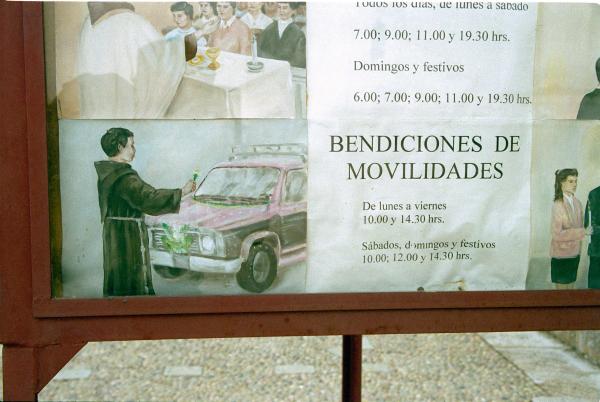 Todos los días, de lunes a sábado
7.00; 9.00; 11.00 y 19.30 hrs.
Domingos y festivos
6.00; 7.00; 9.00; 11.00 y 19.30 hrs.
BENDICIONES DE
MOVILIDADES
De lunes a viernes
10.00 y 14.30 hrs.
Sábados, domingos y festivos
10.00; 12.00 y 14.30 hrs.